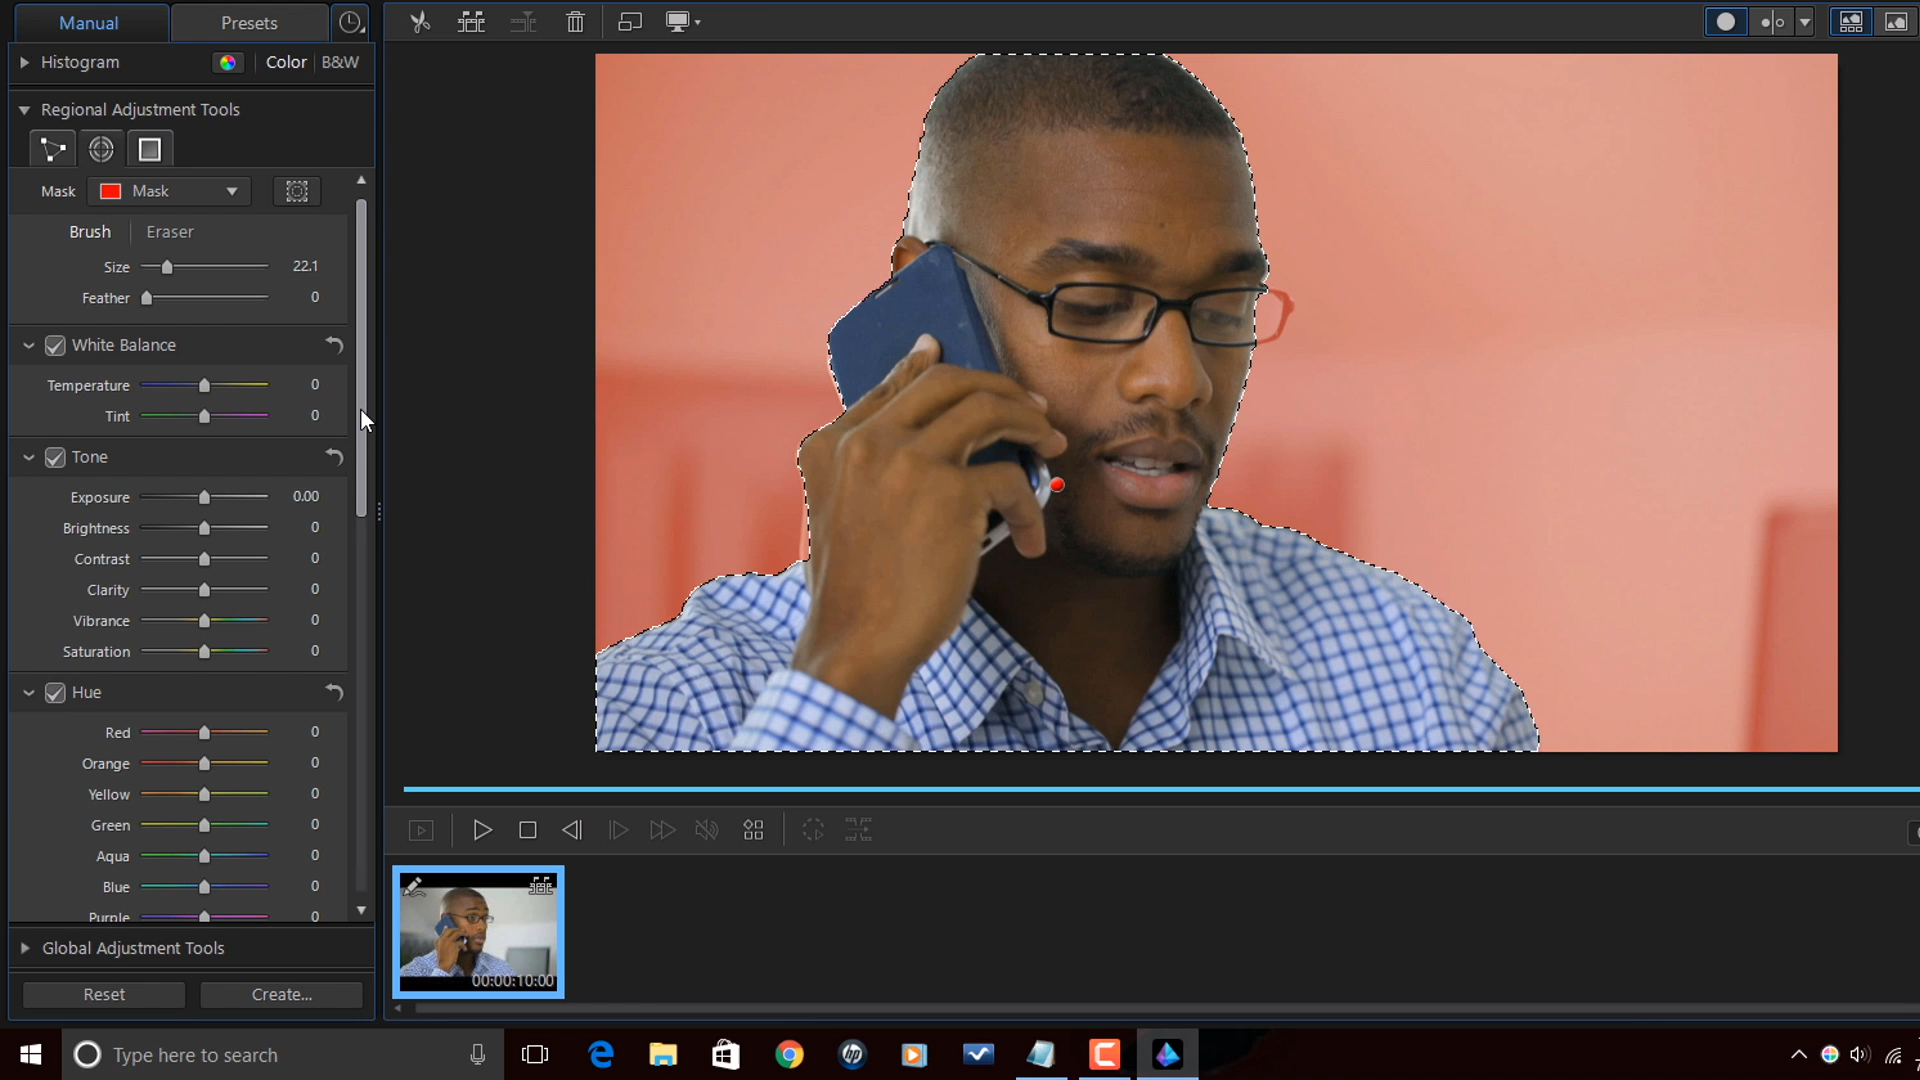 Manual Presets
Histogram Color B&W
Regional Adjustment Tools
Mask Mask
Brush Eraser
Size 22.1
Feather 0
White Balance
Temperature 0
Tint 0
Tone
Exposure 0.00
Brightness 0
Contrast 0
Clarity 0
Vibrance 0
Saturation 0
Hue
Red 0
Orange 0
Yellow 0
Green 0
Aqua 0
Blue 0
Purple 0
Global Adjustment Tools
Reset Create...
00:00:10:00
Type here to search
hp